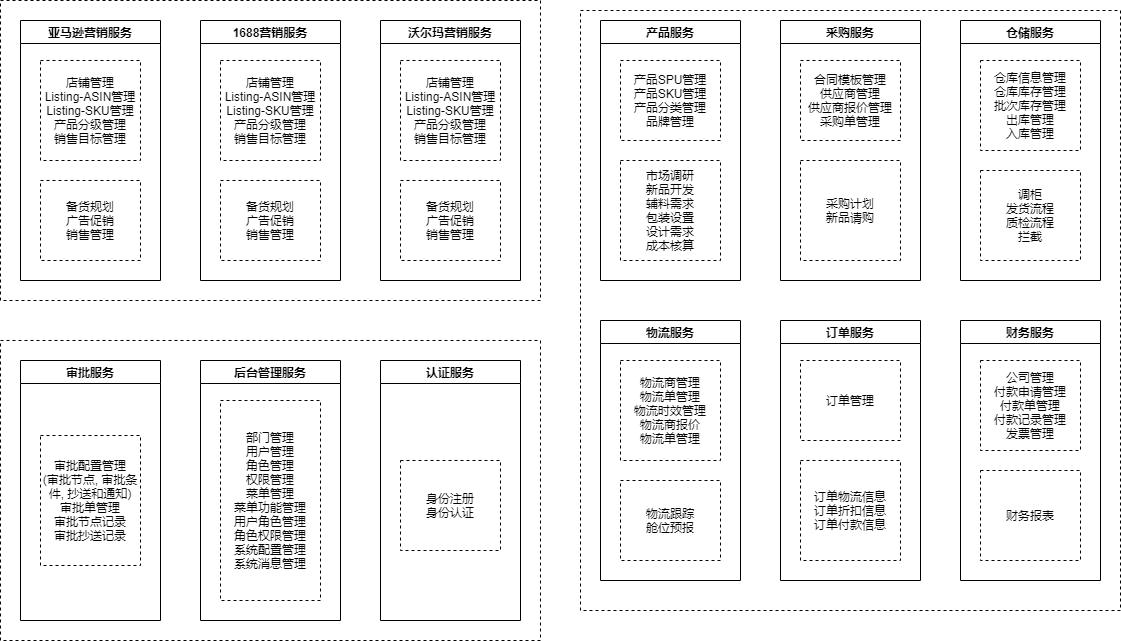 亚马逊营销服务
店铺管理
Listing-ASIN管理
Listing-SKU管理
产品分级管理
销售目标管理
备货规划
广告促销
销售管理
1688营销服务
店铺管理
Listing-ASIN管理
Listing-SKU管理
产品分级管理
销售目标管理
备货规划
广告促销
销售管理
沃尔玛营销服务
店铺管理
Listing-ASIN管理
Listing-SKU管理
产品分级管理
销售目标管理
备货规划
广告促销
销售管理
产品服务
产品SPU管理
产品SKU管理
产品分类管理
品牌管理
市场调研
新品开发
辅料需求
包装设置
设计需求
成本核算
采购服务
合同模板管理
供应商管理
供应商报价管理
采购单管理
采购计划
新品请购
仓储服务
仓库信息管理
仓库库存管理
批次库存管理
出库管理
入库管理
调柜
发货流程
质检流程
拦截
审批服务
审批配置管理
(审批节点, 审批条
件, 抄送和通知)
审批单管理
审批节点记录
审批抄送记录
后台管理服务
部门管理
用户管理
角色管理
权限管理
菜单管理
菜单功能管理
用户角色管理
角色权限管理
系统配置管理
系统消息管理
认证服务
身份注册
身份认证
物流服务
物流商管理
物流单管理
物流时效管理
物流商报价
物流单管理
物流跟踪
舱位预报
订单服务
订单管理
订单物流信息
订单折扣信息
订单付款信息
财务服务
公司管理
付款申请管理
付款单管理
付款记录管理
发票管理
财务报表